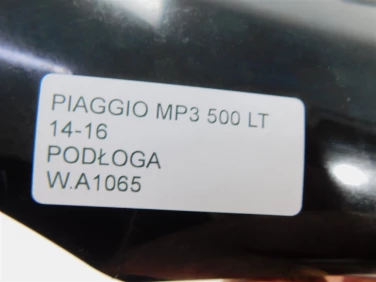 PIAGGIO MP3 500 LT
14-16
PODŁOGA
W.A1065